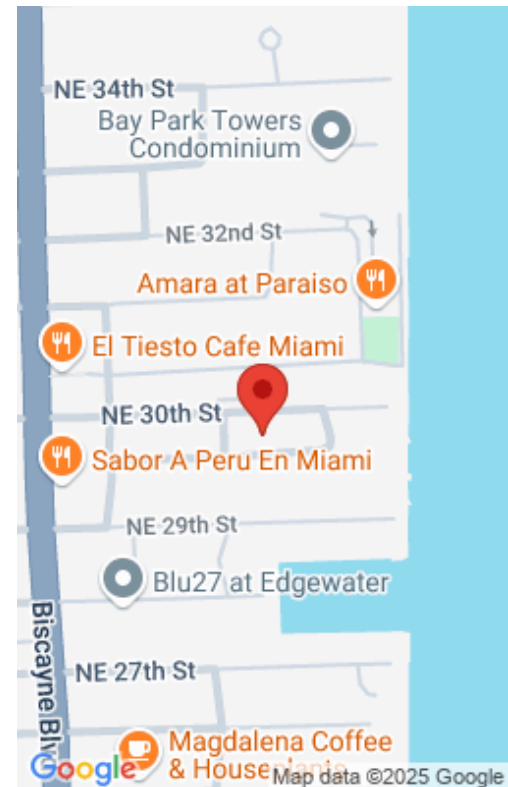 NE 34th St
Bay Park Towers
Condominium
NE 32nd St
Amara at Paraiso
El Tiesto Cafe Miami
NE 30th St
Sabor A Peru En Miami
NE 29th St
Blu27 at Edgewater
Biscayne Blv
NE 27th St
Magdalena Coffee
& Houseplants
Google
Map data ©2025 Google